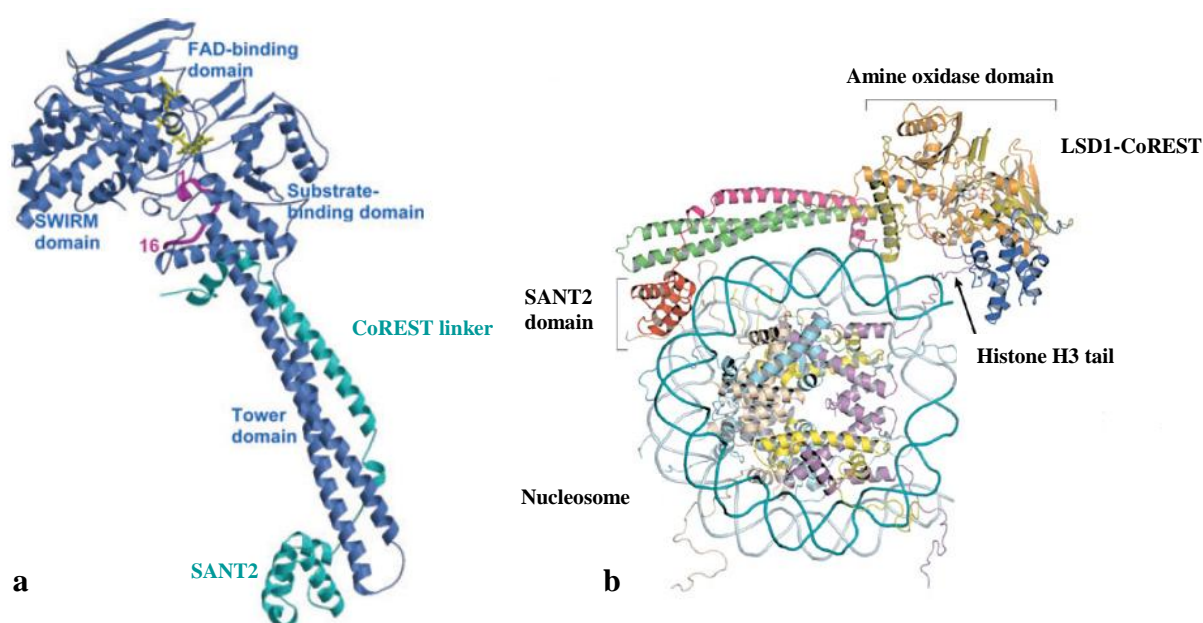 FAD-binding
domain
SWIRM
domain
16
1
Substrate-
binding domain
CoREST linker
Tower
domain
SANT2
a
Amine oxidase domain
LSD1-CoREST
SANT2
domain
Histone H3 tail
Nucleosome
b